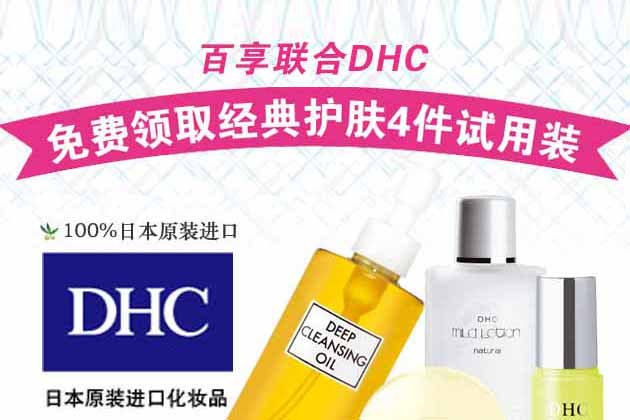 百享联合DHC
免费领取经典护肤4件试用装
100%日本原装进口
DHC
日本原装进口化妆品
DEEP
CLEANSING
OIL
DHC
mild Lotion
natural
DHC